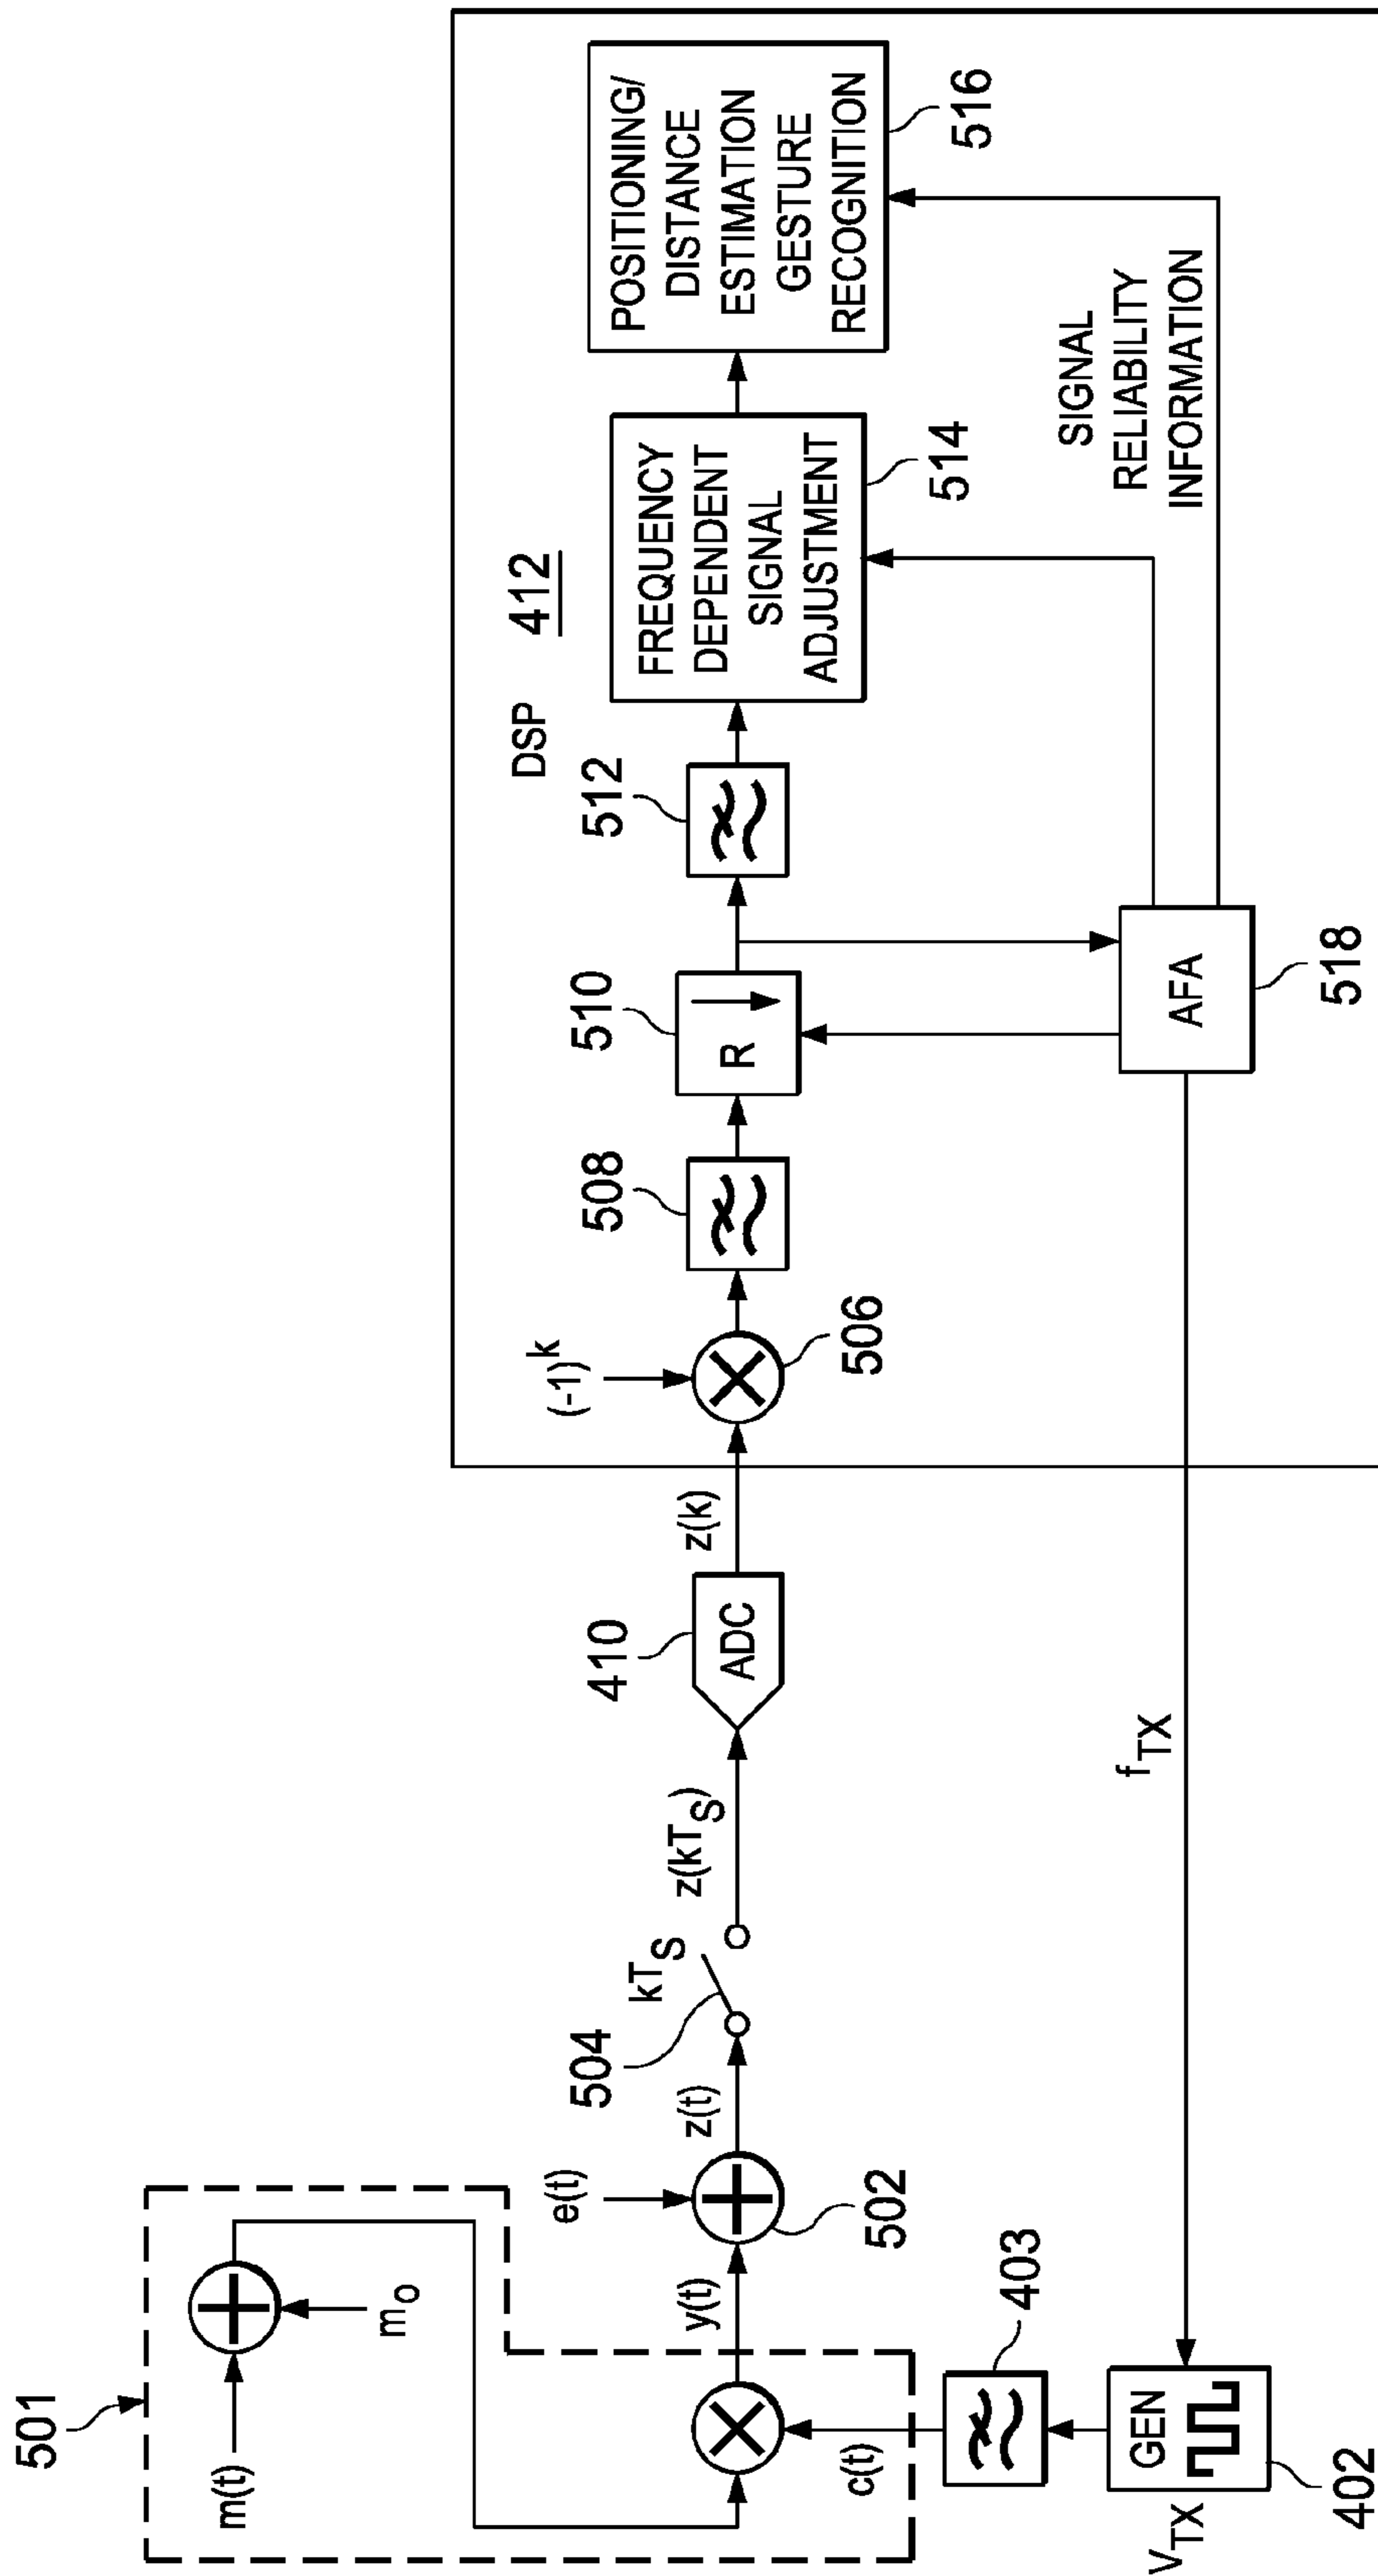 501
m(t)
m0
y(t)
e(t)
502
z(t)
504
kTS
z(kTS)
410
ADC
z(k)
c(t)
403
GEN
402
VTX
fTX
DSP
412
(-1)k
506
508
510
R
512
FREQUENCY
DEPENDENT
SIGNAL
ADJUSTMENT
514
POSITIONING/
DISTANCE
ESTIMATION
GESTURE
RECOGNITION
516
AFA
518
SIGNAL
RELIABILITY
INFORMATION